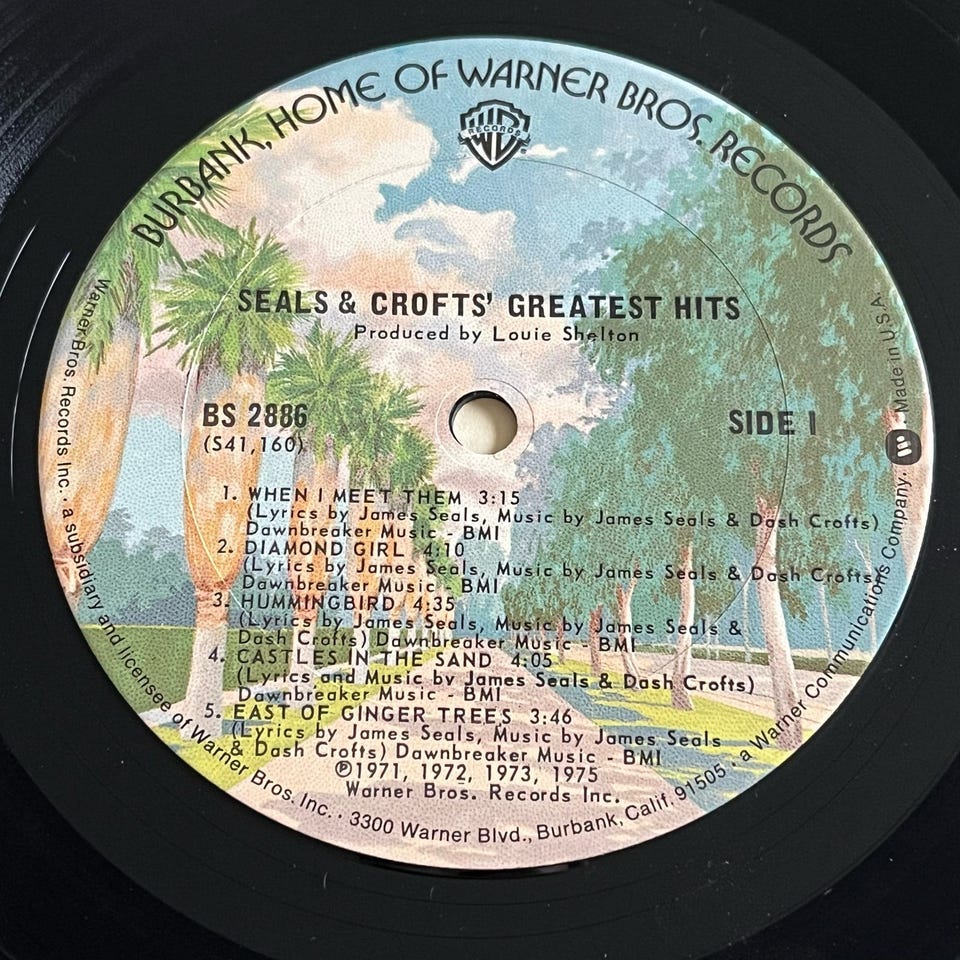 BURBANK, HOME OF WARNER BROS. RECORDS
WB
RECORDS
SEALS & CROFTS' GREATEST HITS
Produced by Louie Shelton
BS 2886
(S41,160)
SIDE 1
1. WHEN I MEET THEM 3:15
(Lyrics by James Seals, Music by James Seals & Dash Crofts)
Dawnbreaker Music - BMI
2. DIAMOND GIRL 4:10
(Lyrics by James Seals, Music by James Seals & Dash Crofts)
Dawnbreaker Music - BMI
3. HUMMINGBIRD 4:35
(Lyrics by James Seals, Music by James Seals &
Dash Crofts) Dawnbreaker Music - BMI
4. CASTLES IN THE SAND 4:05
(Lyrics and Music by James Seals & Dash Crofts)
Dawnbreaker Music - BMI
5. EAST OF GINGER TREES 3:46
(Lyrics by James Seals, Music by James Seals
& Dash Crofts) Dawnbreaker Music - BMI
℗1971, 1972, 1973, 1975
Warner Bros. Records Inc.
Warner Bros. Records Inc. · a subsidiary and licensee of Warner Bros. Inc. · 3300 Warner Blvd., Burbank, Calif. 91505 · a Warner Communications Company. Made in U.S.A.